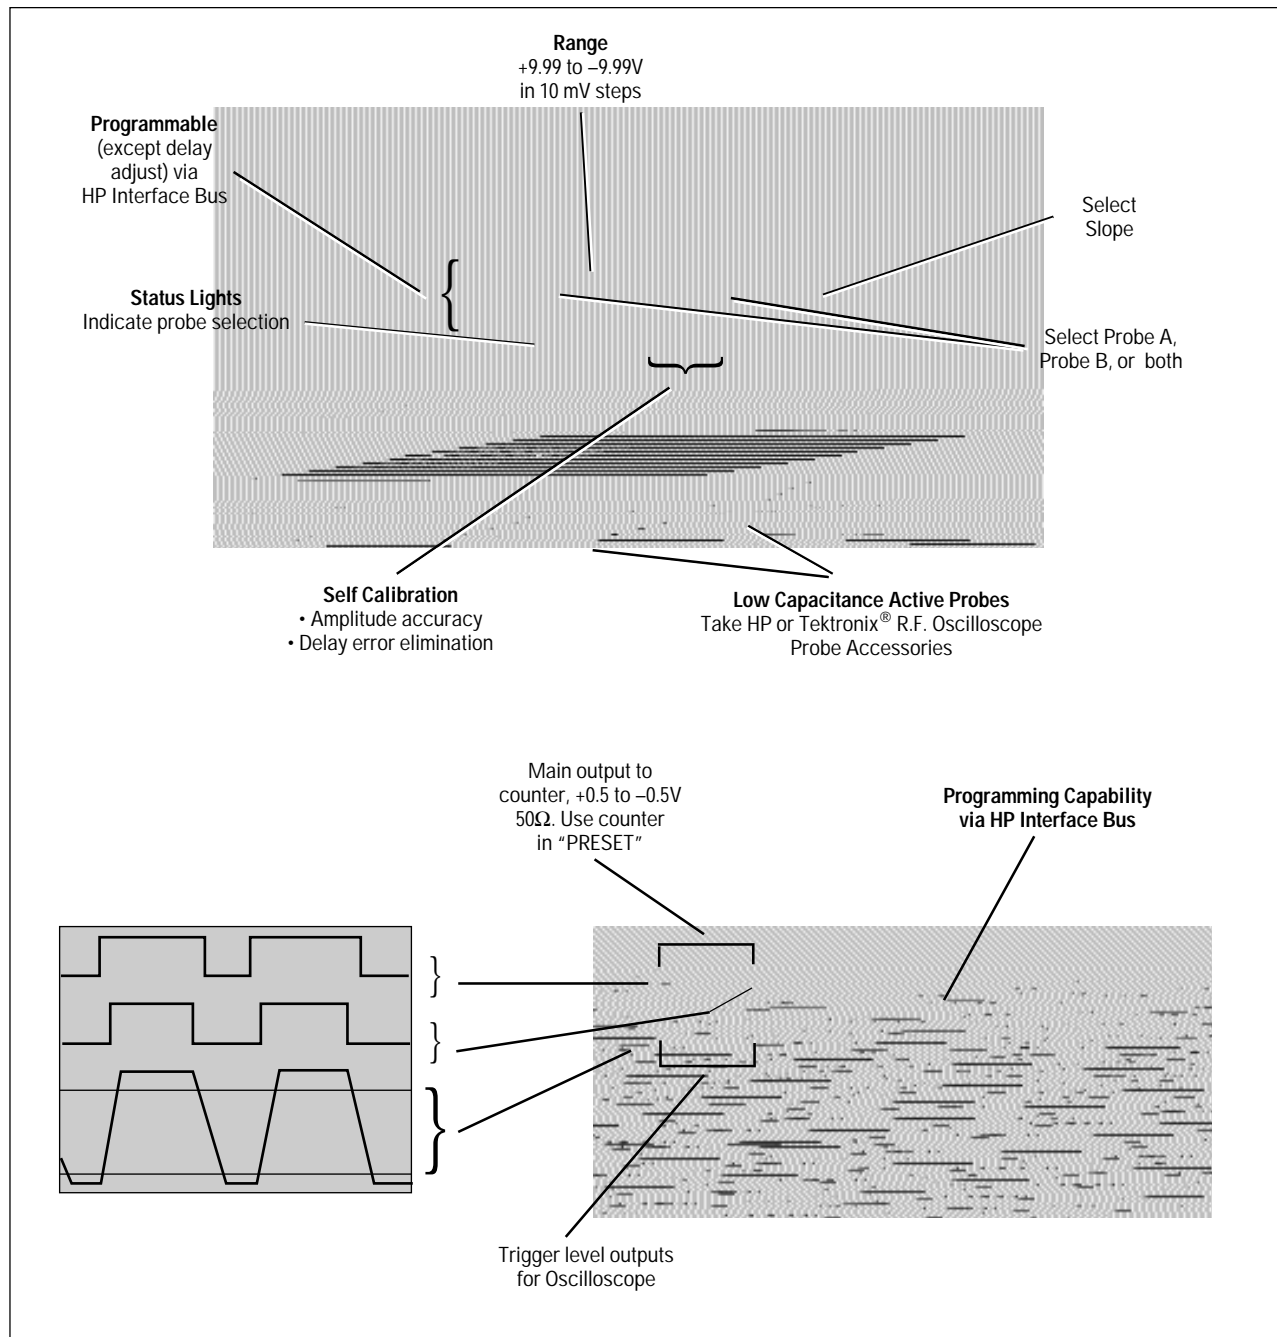 Range
+9.99 to –9.99V
in 10 mV steps
Programmable
(except delay
adjust) via
HP Interface Bus
Select
Slope
Status Lights
Indicate probe selection
Select Probe A,
Probe B, or both
Self Calibration
• Amplitude accuracy
• Delay error elimination
Low Capacitance Active Probes
Take HP or Tektronix® R.F. Oscilloscope
Probe Accessories
Main output to
counter, +0.5 to –0.5V
50Ω. Use counter
in “PRESET”
Programming Capability
via HP Interface Bus
Trigger level outputs
for Oscilloscope